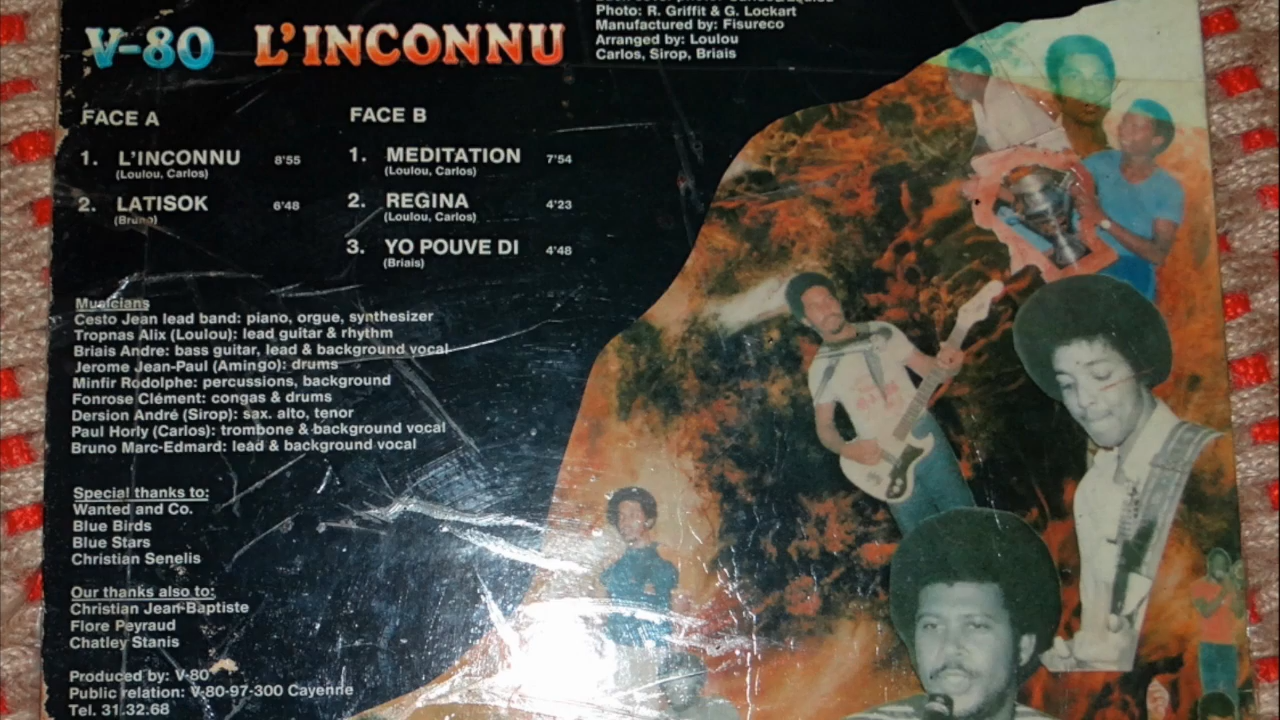 V-80 L'INCONNU
Photo: R. Griffit & G. Lockart
Manufactured by: Fisureco
Arranged by: Loulou
Carlos, Sirop, Briais
FACE A
1. L'INCONNU 8'55
(Loulou, Carlos)
2. LATISOK 6'48
(Bruno)
FACE B
1. MEDITATION 7'54
(Loulou, Carlos)
2. REGINA 4'23
(Loulou, Carlos)
3. YO POUVE DI 4'48
(Briais)
Musicians
Cesto Jean lead band: piano, orgue, synthesizer
Tropnas Alix (Loulou): lead guitar & rhythm
Briais Andre: bass guitar, lead & background vocal
Jerome Jean-Paul (Amingo): drums
Minfir Rodolphe: percussions, background
Fonrose Clément: congas & drums
Dersion André (Sirop): sax. alto, tenor
Paul Horly (Carlos): trombone & background vocal
Bruno Marc-Edmard: lead & background vocal
Special thanks to:
Wanted and Co.
Blue Birds
Blue Stars
Christian Senelis
Our thanks also to:
Christian Jean-Baptiste
Flore Peyraud
Chatley Stanis
Produced by: V-80
Public relation: V-80-97-300 Cayenne
Tel. 31.32.68